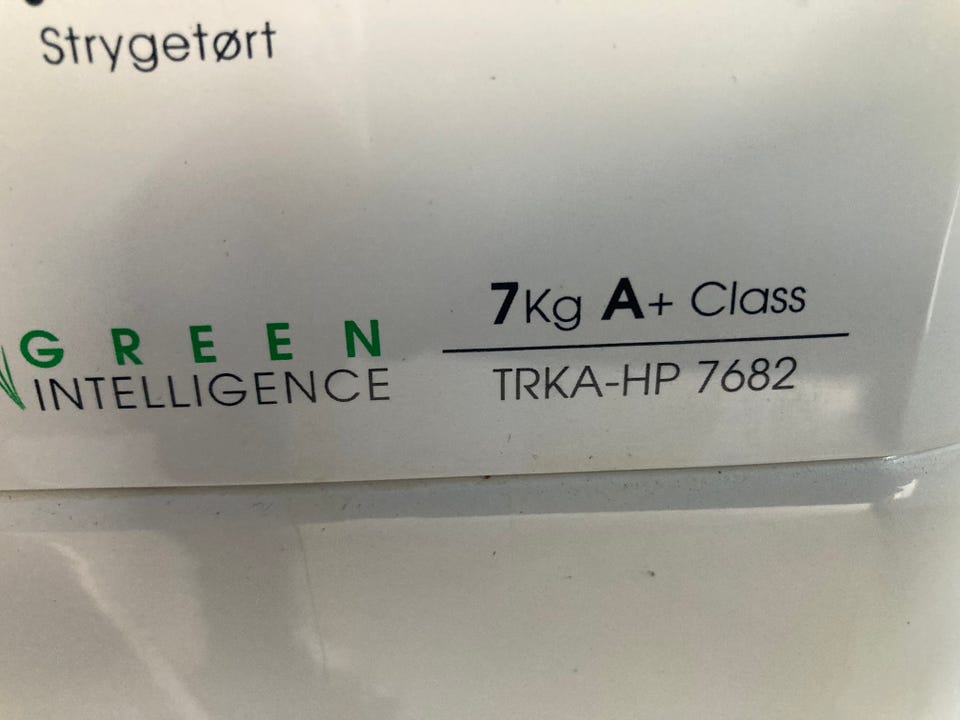 Strygetørt
GREEN
INTELLIGENCE
7Kg A+ Class
TRKA-HP 7682